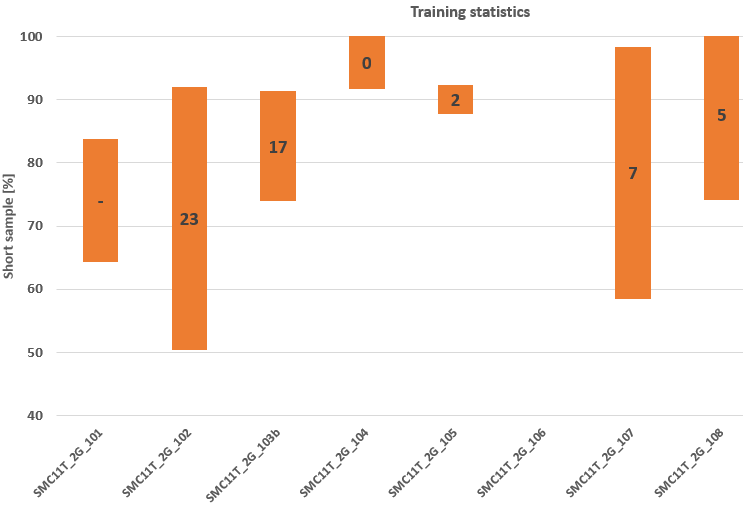 Training statistics
Short sample [%]
100
90
80
70
60
50
40
-
23
17
0
2
7
5
SMC11T_2G_101
SMC11T_2G_102
SMC11T_2G_103b
SMC11T_2G_104
SMC11T_2G_105
SMC11T_2G_106
SMC11T_2G_107
SMC11T_2G_108